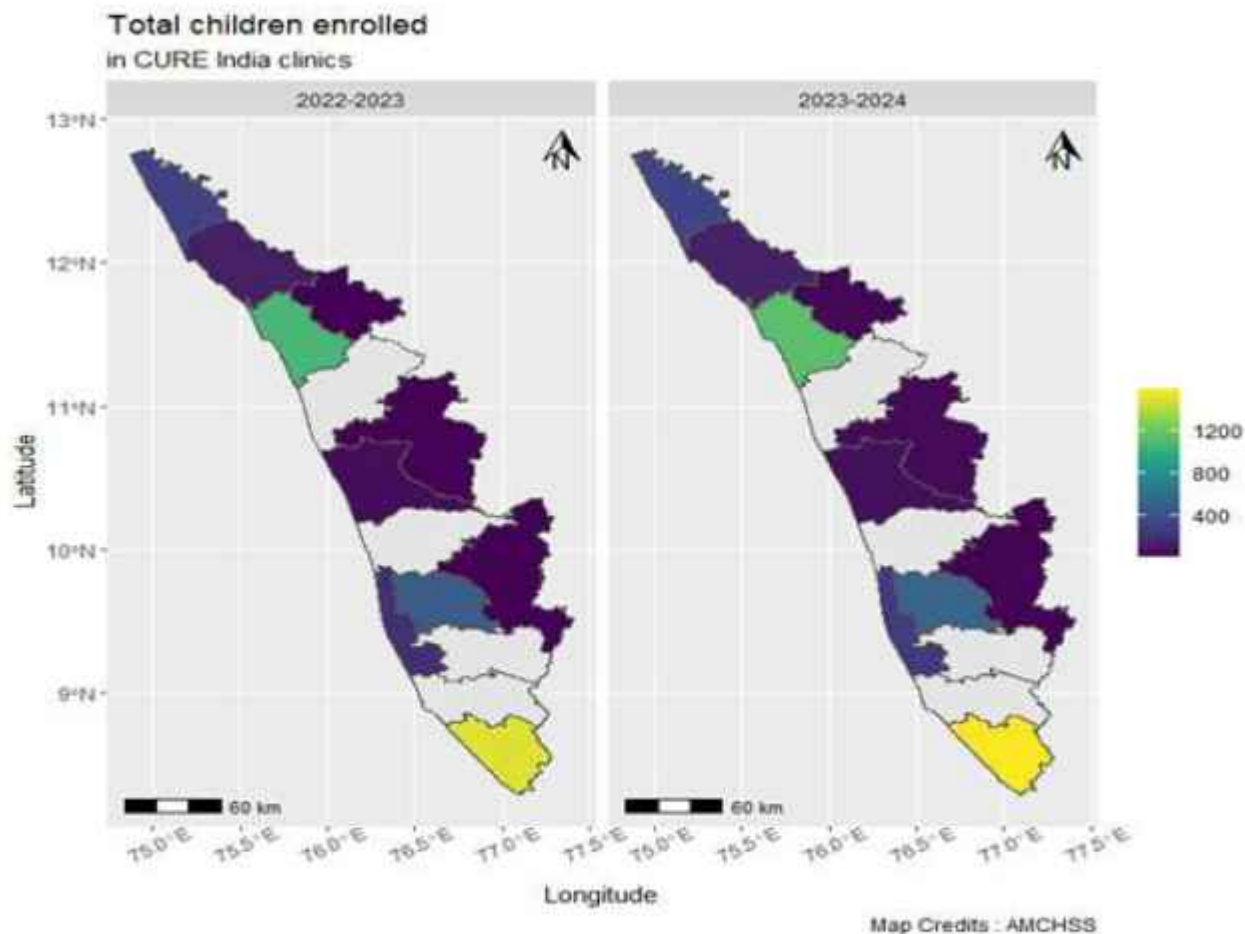 Total children enrolled
in CURE India clinics
2022-2023
2023-2024
13°N
12°N
11°N
10°N
9°N
Latitude
N
N
60 km
60 km
75.0°E
75.5°E
76.0°E
76.5°E
77.0°E
77.5°E
75.0°E
75.5°E
76.0°E
76.5°E
77.0°E
77.5°E
Longitude
1200
800
400
Map Credits : AMCHSS